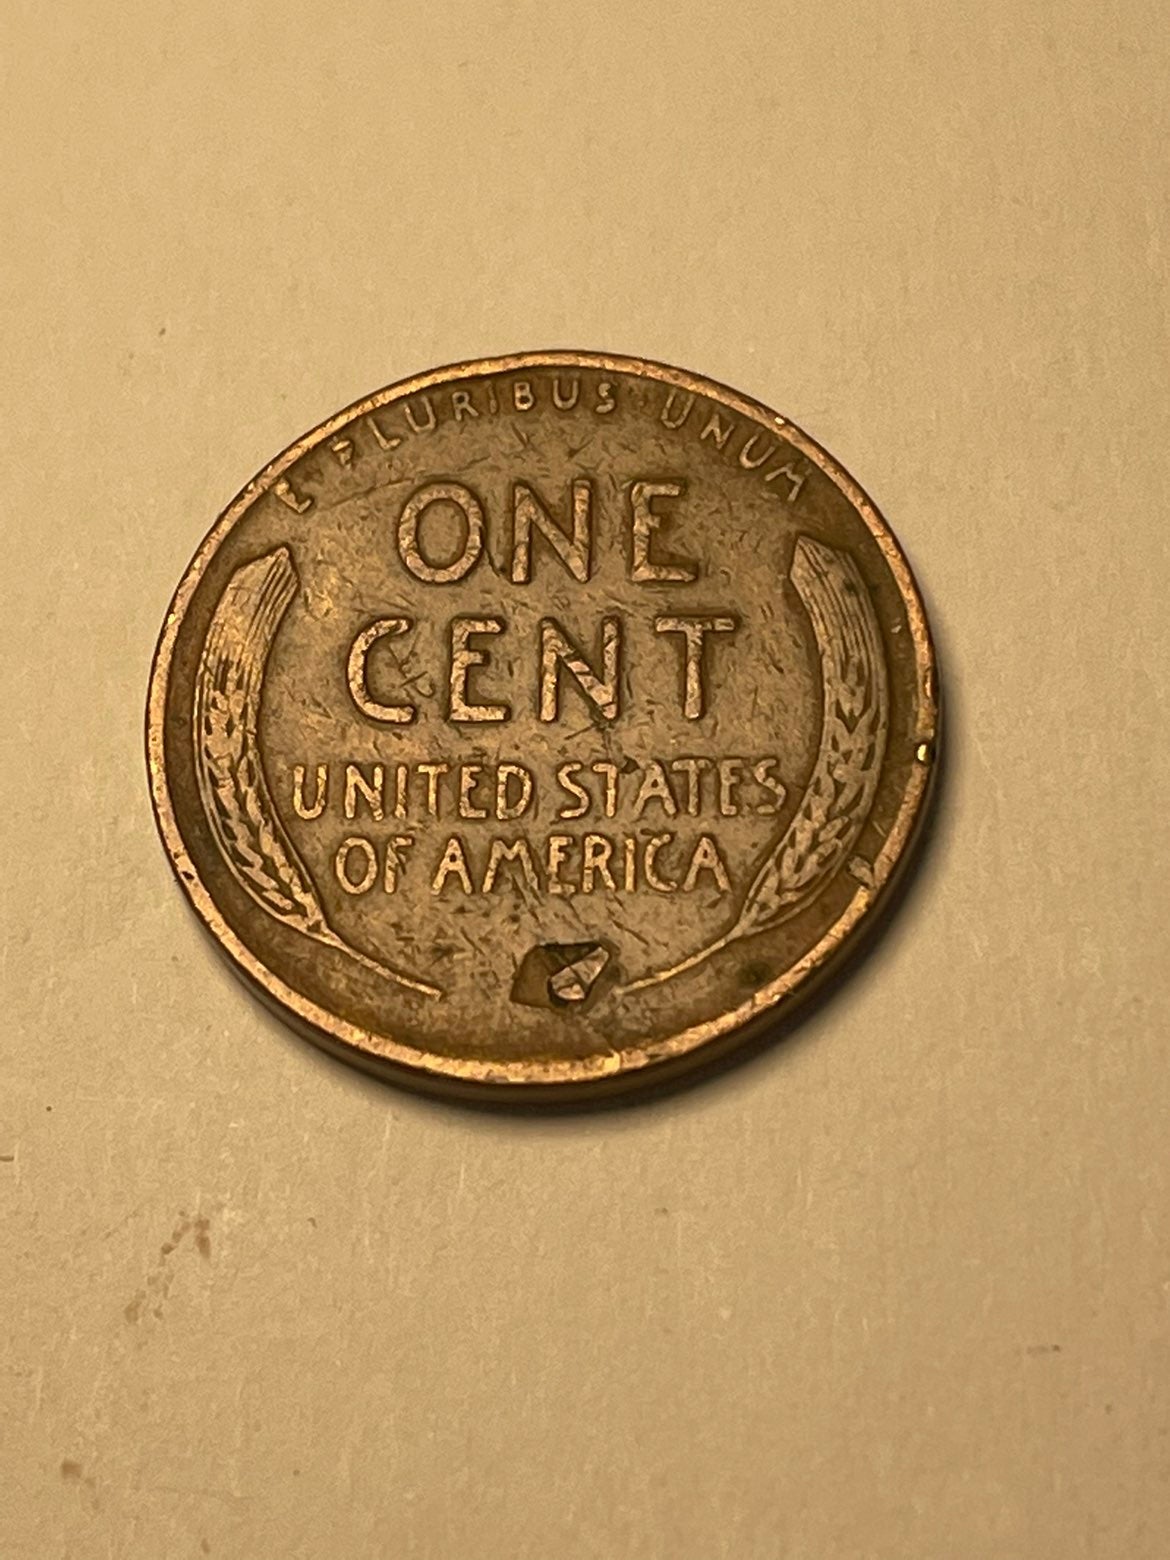 E PLURIBUS UNUM
ONE
CENT
UNITED STATES
OF AMERICA